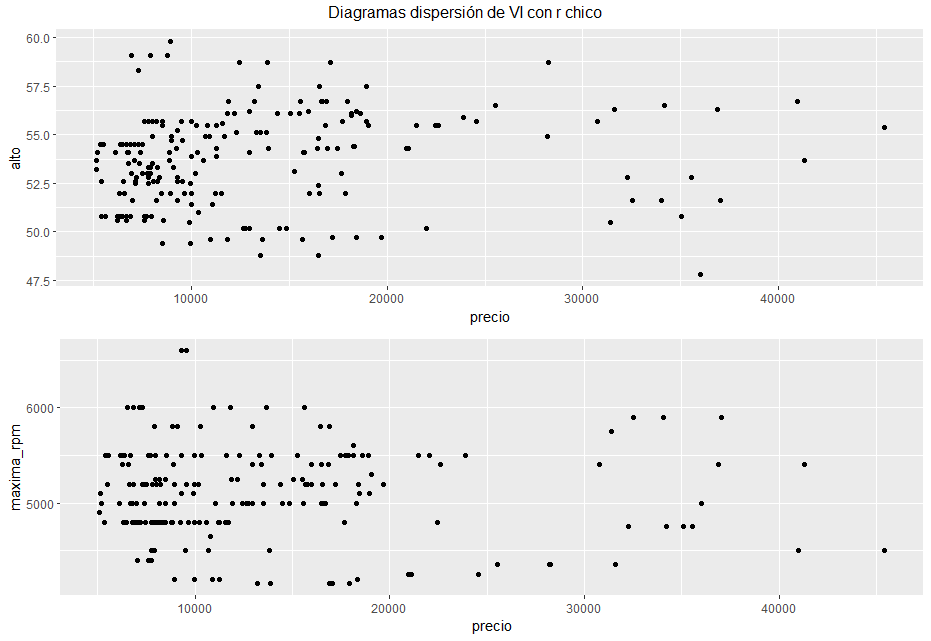 Diagramas dispersión de VI con r chico
60.0
57.5
55.0
52.5
50.0
47.5
alto
10000 20000 30000 40000
precio
6000
5000
maxima_rpm
10000 20000 30000 40000
precio